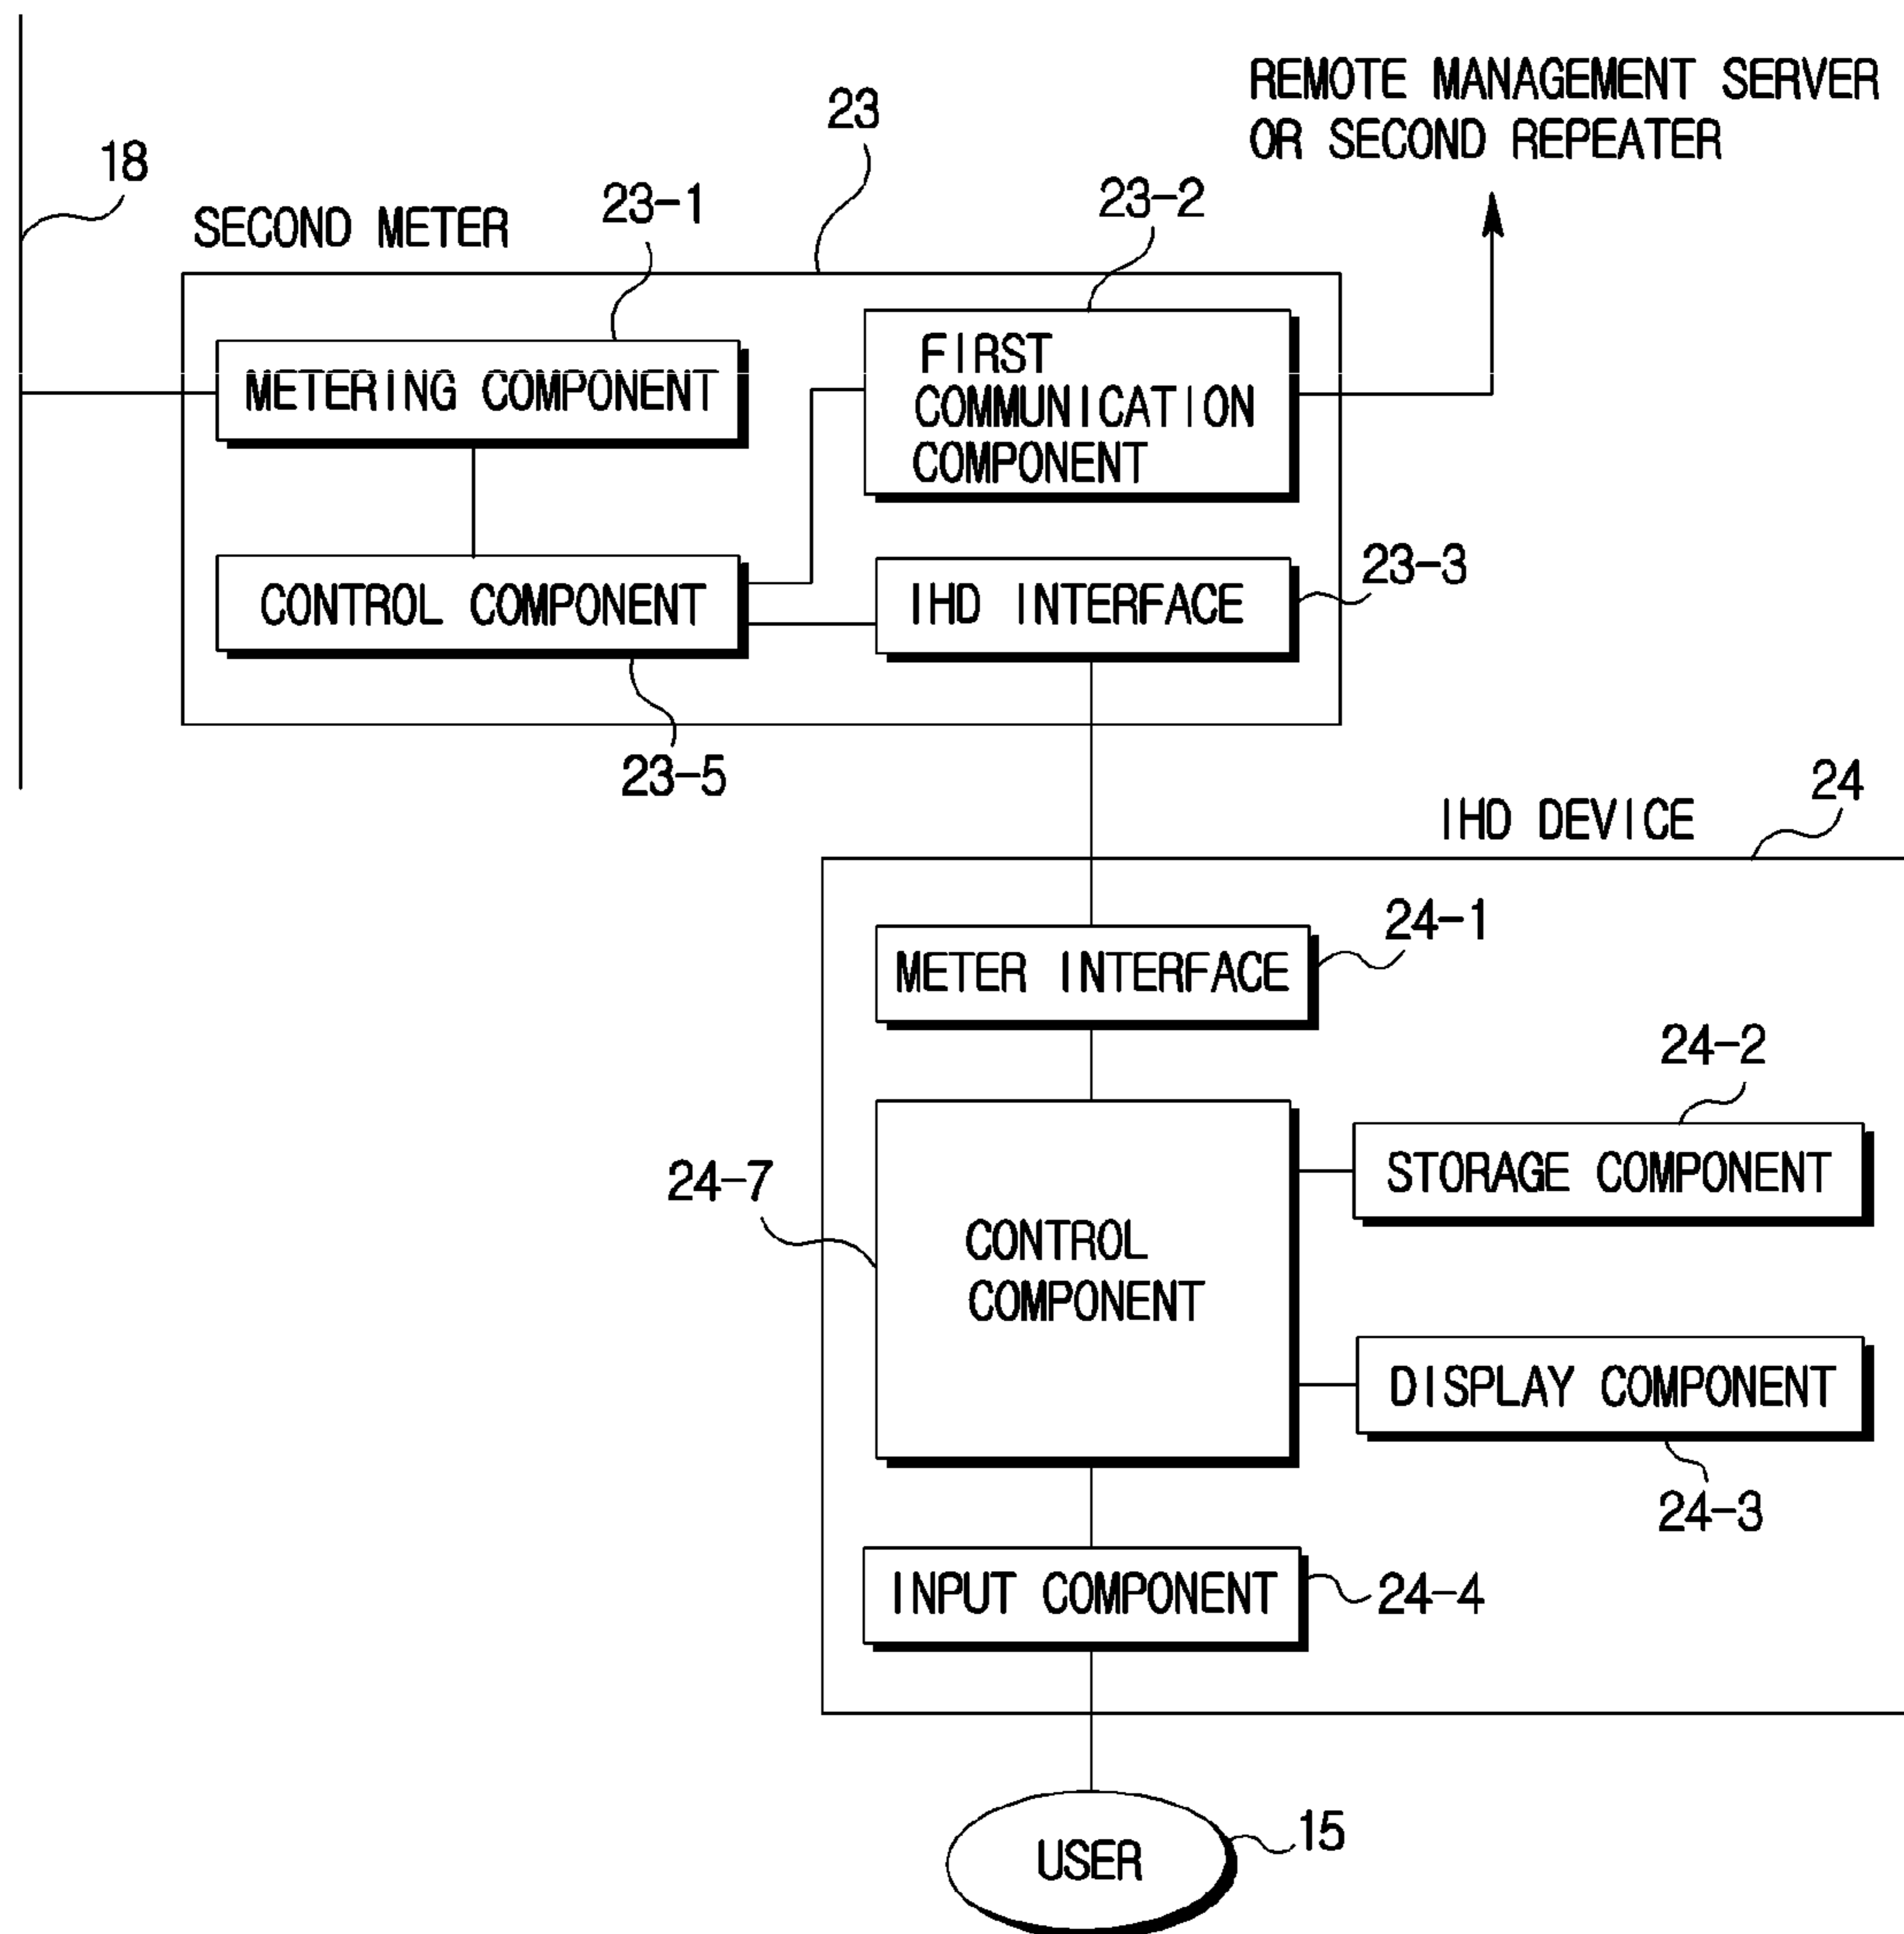 REMOTE MANAGEMENT SERVER
OR SECOND REPEATER
23
18
23-1
23-2
SECOND METER
METERING COMPONENT
FIRST
COMMUNICATION
COMPONENT
23-3
CONTROL COMPONENT
IHD INTERFACE
23-5
24
IHD DEVICE
24-1
METER INTERFACE
24-2
24-7
STORAGE COMPONENT
CONTROL
COMPONENT
DISPLAY COMPONENT
24-3
INPUT COMPONENT
24-4
USER
15